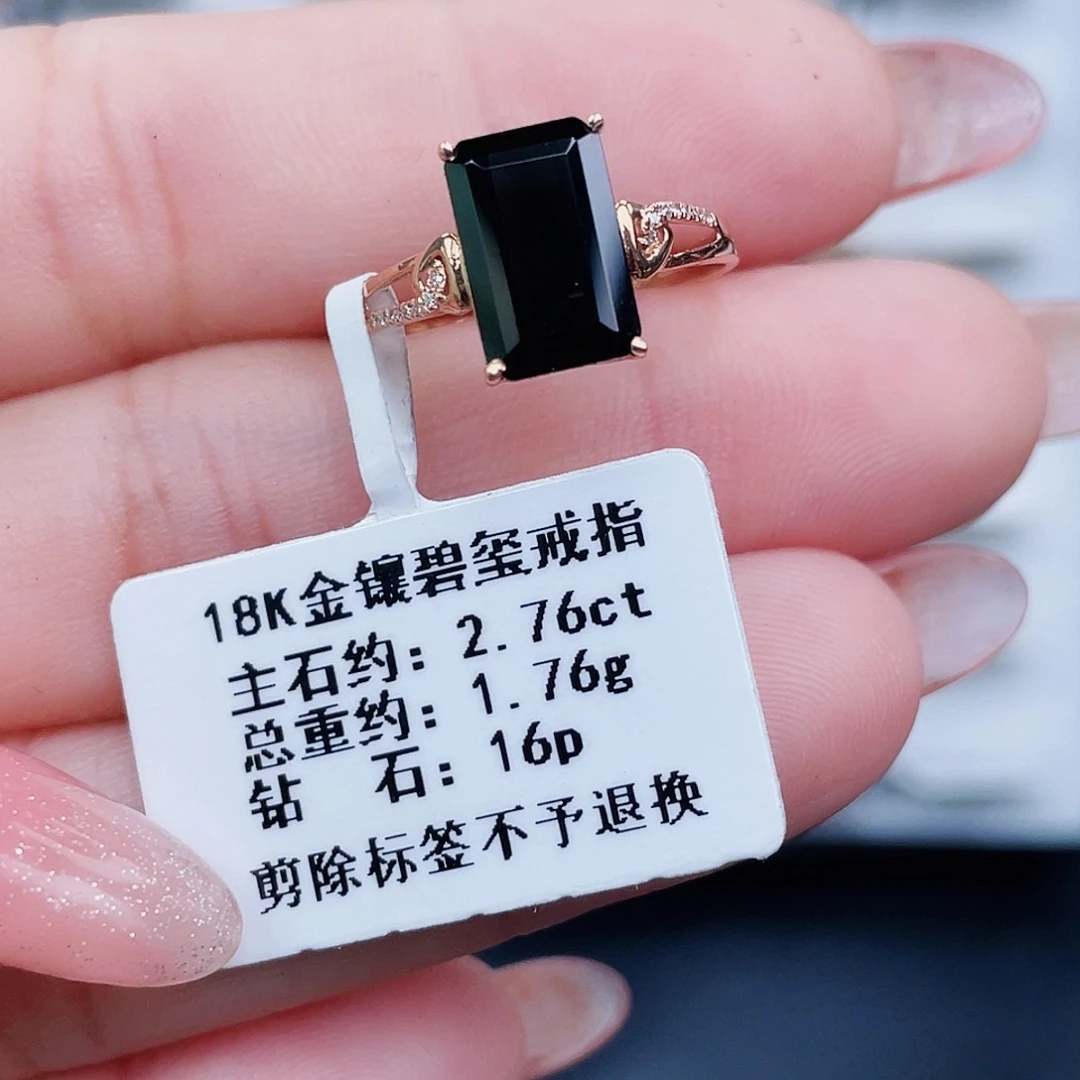 18K金镶碧玺戒指
主石约：2.76ct
总重约：1.76g
钻 石：16p
剪除标签不予退换